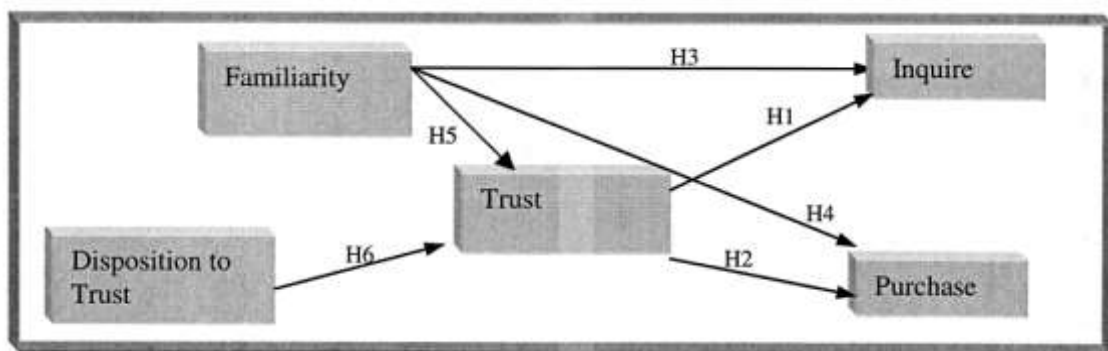 Familiarity
H3
Inquire
H1
H5
Trust
H4
Disposition to
Trust
H6
H2
Purchase